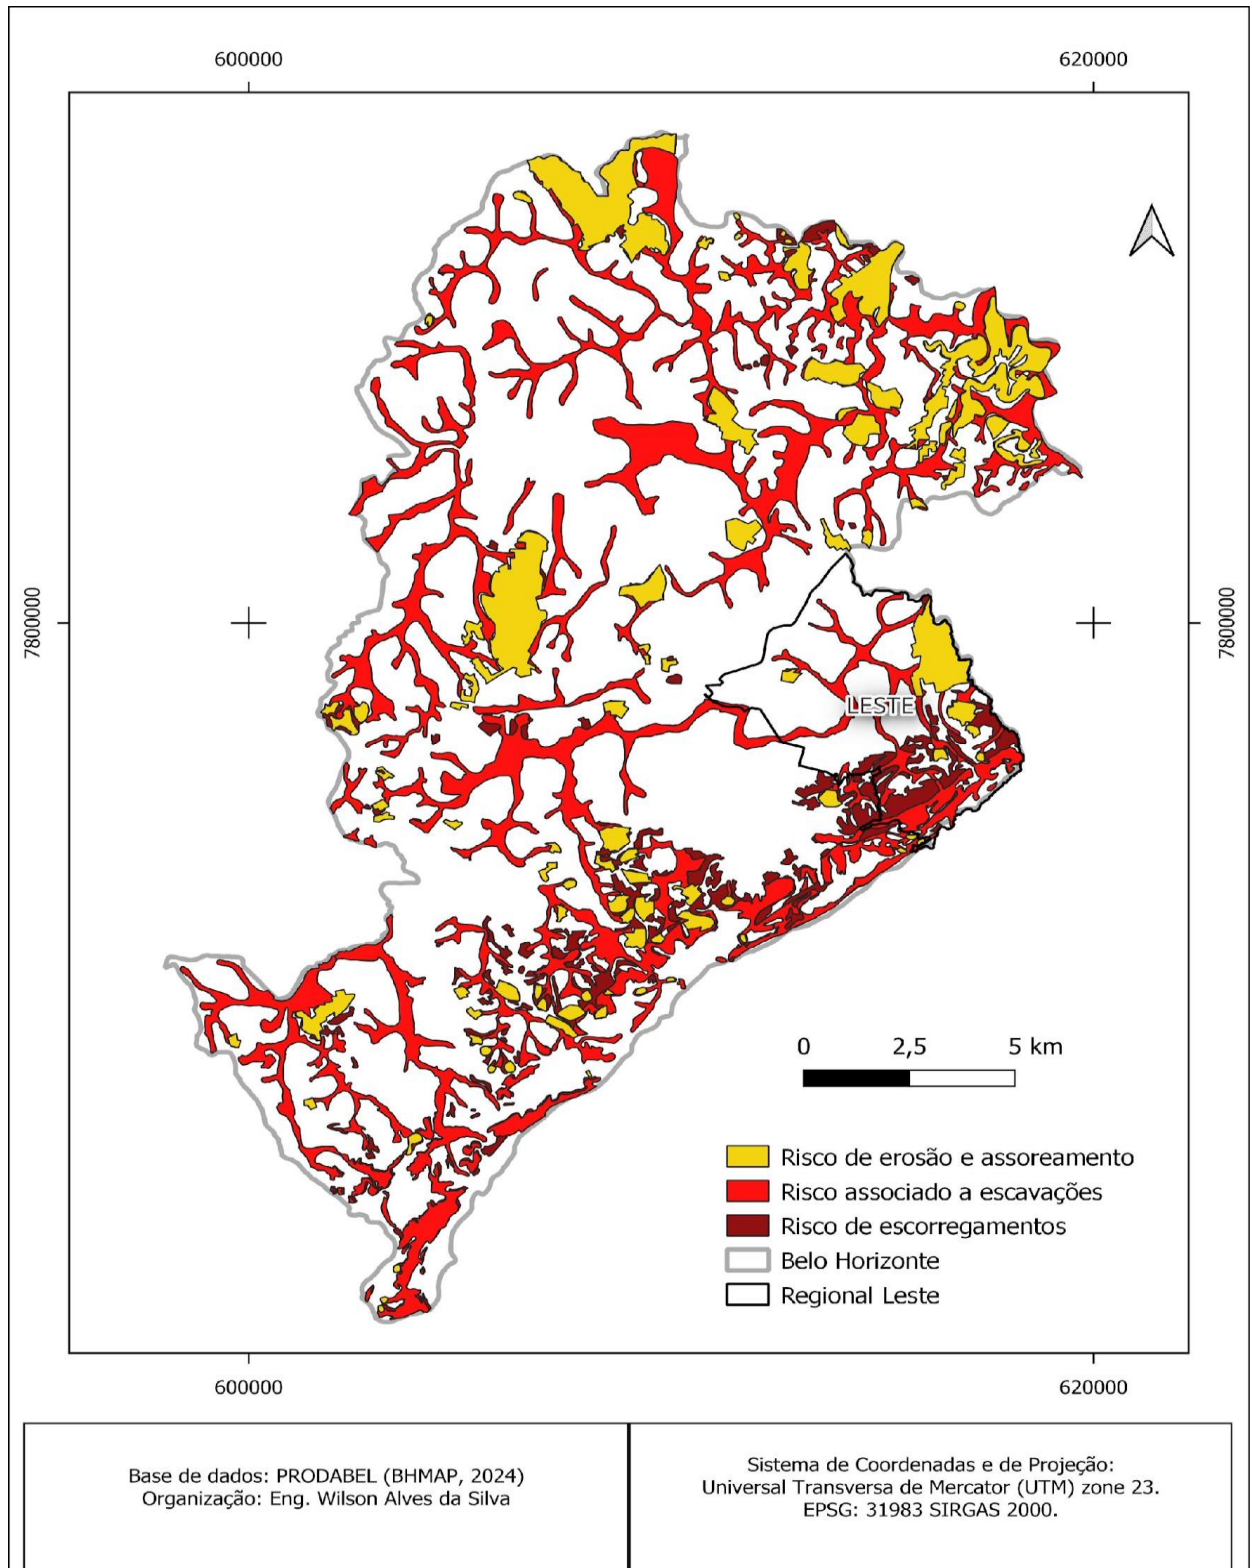 600000
620000
7800000
7800000
LESTE
0
2,5
5 km
Risco de erosão e assoreamento
Risco associado a escavações
Risco de escorregamentos
Belo Horizonte
Regional Leste
600000
620000
Base de dados: PRODABEL (BHMAP, 2024)
Organização: Eng. Wilson Alves da Silva
Sistema de Coordenadas e de Projeção:
Universal Transversa de Mercator (UTM) zone 23.
EPSG: 31983 SIRGAS 2000.